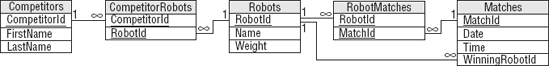 Competitors
CompetitorId
FirstName
LastName
1
∞
CompetitorRobots
CompetitorId
RobotId
∞
1
Robots
RobotId
Name
Weight
1
1
∞
RobotMatches
RobotId
MatchId
∞
1
Matches
MatchId
Date
Time
WinningRobotId
∞